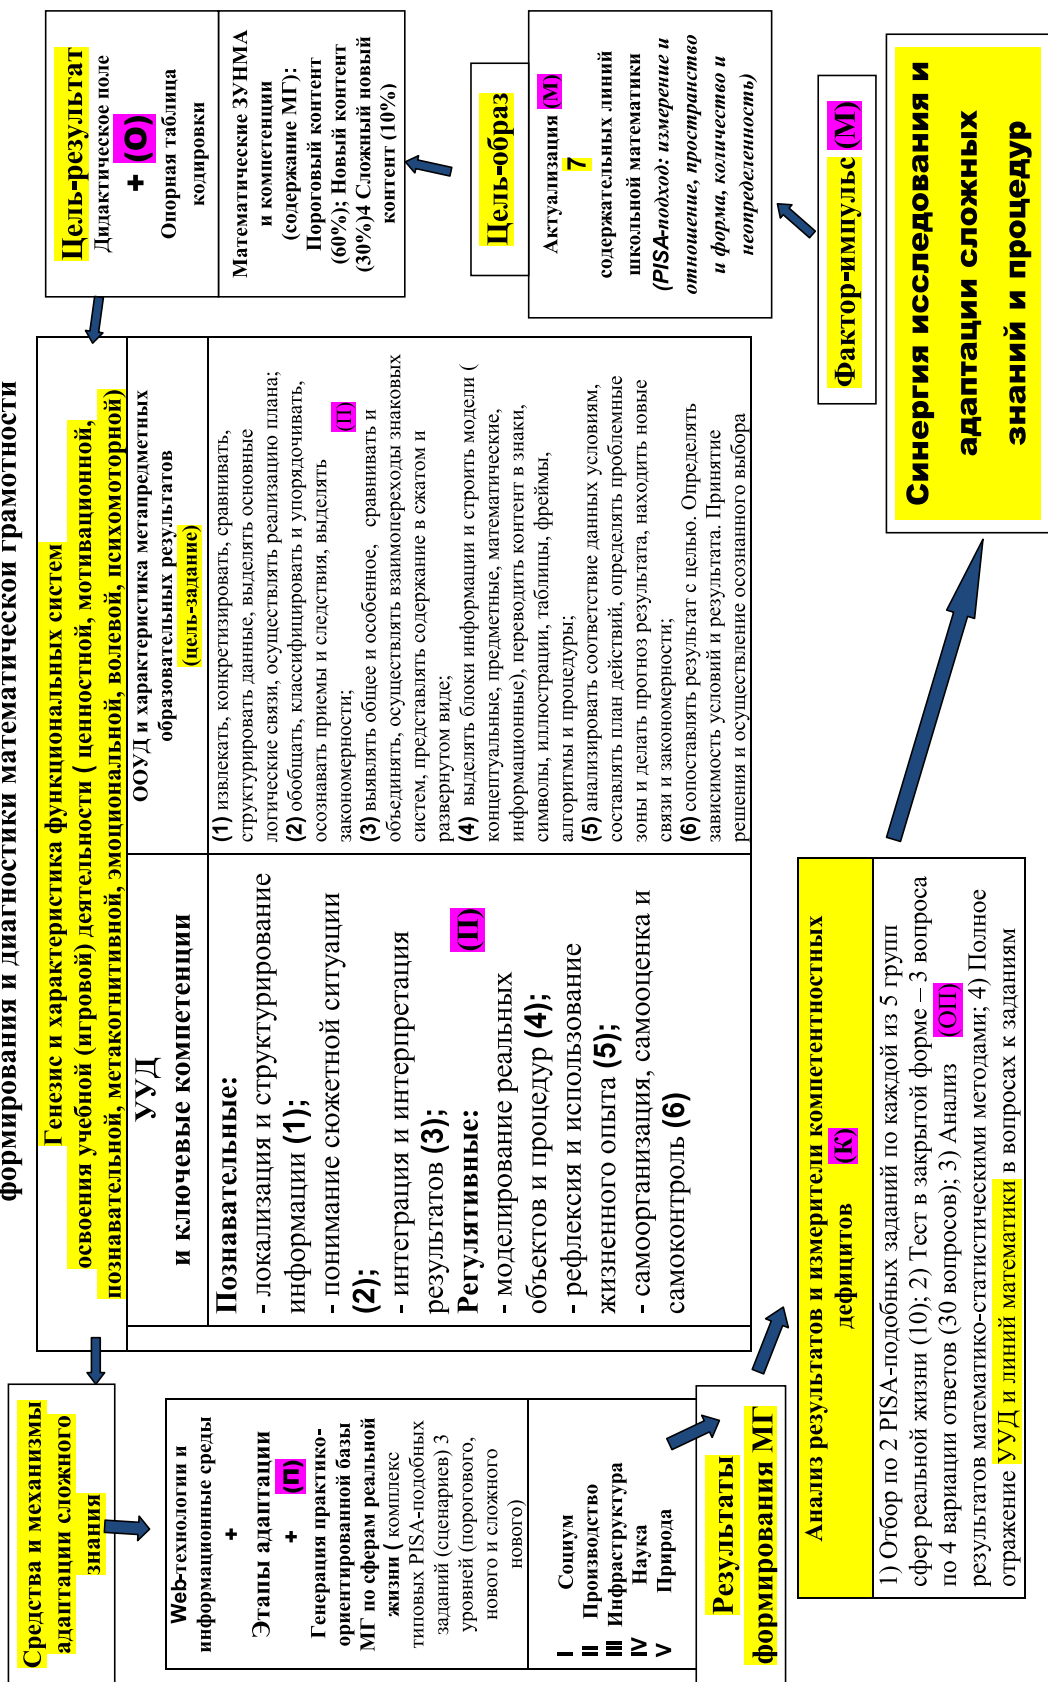 формирования и диагностики математической грамотности
Средства и механизмы
адаптации сложного
знания
Web-технологии и
информационные среды
+
Этапы адаптации
+ (П)
Генерация практико-
ориентированной базы
МГ по сферам реальной
жизни ( комплекс
типовых PISA-подобных
заданий (сценариев) 3
уровней (порогового,
нового и сложного
нового)
I Социум
II Производство
III Инфраструктура
IV Наука
V Природа
Результаты
формирования МГ
Генезис и характеристика функциональных систем
освоения учебной (игровой) деятельности ( ценностной, мотивационной,
познавательной, метакогнитивной, эмоциональной, волевой, психомоторной)
УУД
и ключевые компетенции
Познавательные:
- локализация и структурирование
информации (1);
- понимание сюжетной ситуации
(2);
- интеграция и интерпретация
результатов (3);
Регулятивные: (П)
- моделирование реальных
объектов и процедур (4);
- рефлексия и использование
жизненного опыта (5);
- самоорганизация, самооценка и
самоконтроль (6)
ООУД и характеристика метапредметных
образовательных результатов
(цель-задание)
(1) извлекать, конкретизировать, сравнивать,
структурировать данные, выделять основные
логические связи, осуществлять реализацию плана;
(2) обобщать, классифицировать и упорядочивать,
осознавать приемы и следствия, выделять
закономерности; (П)
(3) выявлять общее и особенное, сравнивать и
объединять, осуществлять взаимопереходы знаковых
систем, представлять содержание в сжатом и
развернутом виде;
(4) выделять блоки информации и строить модели (
концептуальные, предметные, математические,
информационные), переводить контент в знаки,
символы, иллюстрации, таблицы, фреймы,
алгоритмы и процедуры;
(5) анализировать соответствие данных условиям,
составлять план действий, определять проблемные
зоны и делать прогноз результата, находить новые
связи и закономерности;
(6) сопоставлять результат с целью. Определять
зависимость условий и результата. Принятие
решения и осуществление осознанного выбора
Цель-результат
Дидактическое поле
+ (О)
Опорная таблица
кодировки
Математические ЗУНМА
и компетенции
(содержание МГ):
Пороговый контент
(60%); Новый контент
(30%)4 Сложный новый
контент (10%)
Цель-образ
Актуализация (М)
7
содержательных линий
школьной математики
(PISA-подход: измерение и
отношение, пространство
и форма, количество и
неопределенность)
Фактор-импульс (М)
Синергия исследования и
адаптации сложных
знаний и процедур
Анализ результатов и измерители компетентностных
дефицитов (К)
1) Отбор по 2 PISA-подобных заданий по каждой из 5 групп
сфер реальной жизни (10); 2) Тест в закрытой форме – 3 вопроса
по 4 вариации ответов (30 вопросов); 3) Анализ (ОП)
результатов математико-статистическими методами; 4) Полное
отражение УУД и линий математики в вопросах к заданиям